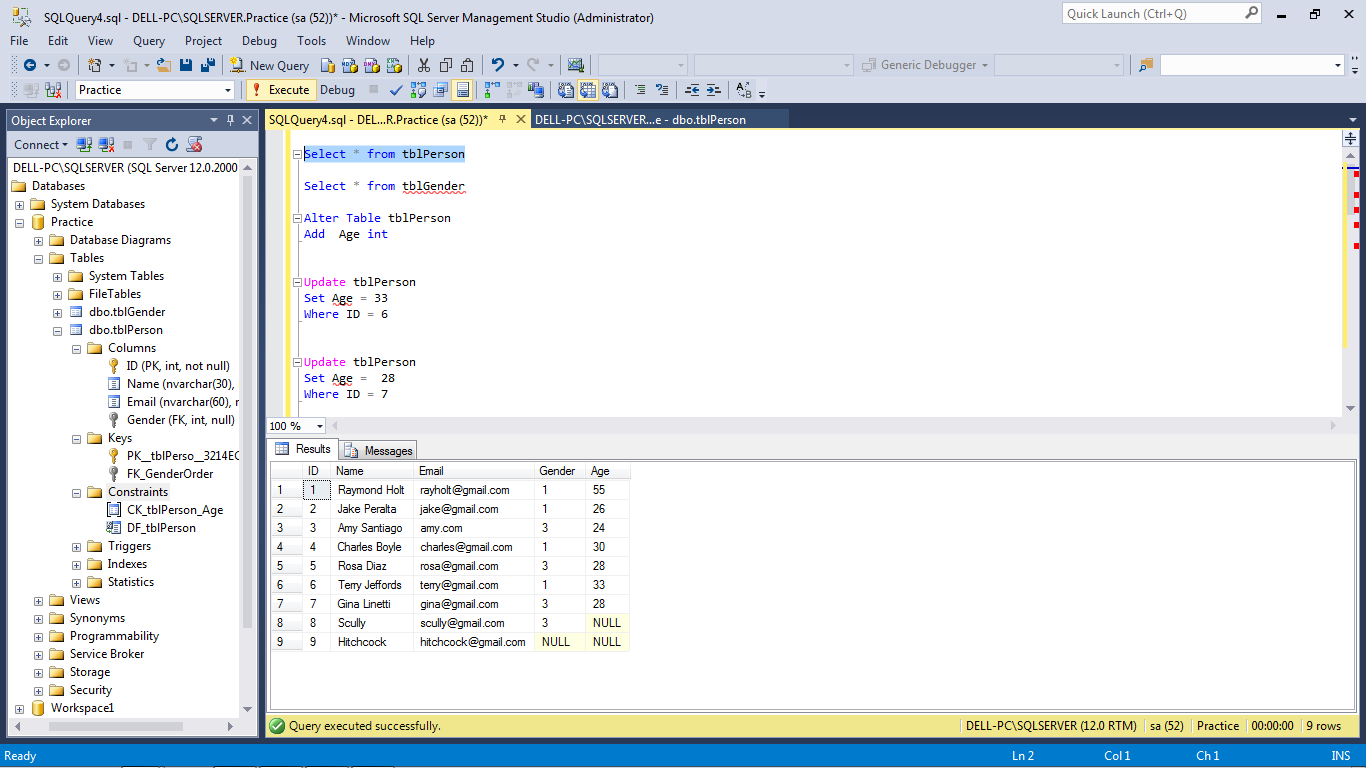 SQLQuery4.sql - DELL-PC\SQLSERVER.Practice (sa (52))* - Microsoft SQL Server Management Studio (Administrator)
Quick Launch (Ctrl+Q)
File Edit View Query Project Debug Tools Window Help
New Query
Generic Debugger
Practice
Execute Debug
Object Explorer
Connect
DELL-PC\SQLSERVER (SQL Server 12.0.2000
Databases
System Databases
Practice
Database Diagrams
Tables
System Tables
FileTables
dbo.tblGender
dbo.tblPerson
Columns
ID (PK, int, not null)
Name (nvarchar(30),
Email (nvarchar(60), r
Gender (FK, int, null)
Keys
PK__tblPerso__3214EC
FK_GenderOrder
Constraints
CK_tblPerson_Age
DF_tblPerson
Triggers
Indexes
Statistics
Views
Synonyms
Programmability
Service Broker
Storage
Security
Workspace1
SQLQuery4.sql - DEL...R.Practice (sa (52))*
DELL-PC\SQLSERVER...e - dbo.tblPerson
Select * from tblPerson
Select * from tblGender
Alter Table tblPerson
Add  Age int
Update tblPerson
Set Age = 33
Where ID = 6
Update tblPerson
Set Age =  28
Where ID = 7
100 %
Results Messages
ID Name Email Gender Age
1 1 Raymond Holt rayholt@gmail.com 1 55
2 2 Jake Peralta jake@gmail.com 1 26
3 3 Amy Santiago amy.com 3 24
4 4 Charles Boyle charles@gmail.com 1 30
5 5 Rosa Diaz rosa@gmail.com 3 28
6 6 Terry Jeffords terry@gmail.com 1 33
7 7 Gina Linetti gina@gmail.com 3 28
8 8 Scully scully@gmail.com 3 NULL
9 9 Hitchcock hitchcock@gmail.com NULL NULL
Query executed successfully.
DELL-PC\SQLSERVER (12.0 RTM) sa (52) Practice 00:00:00 9 rows
Ready Ln 2 Col 1 Ch 1 INS